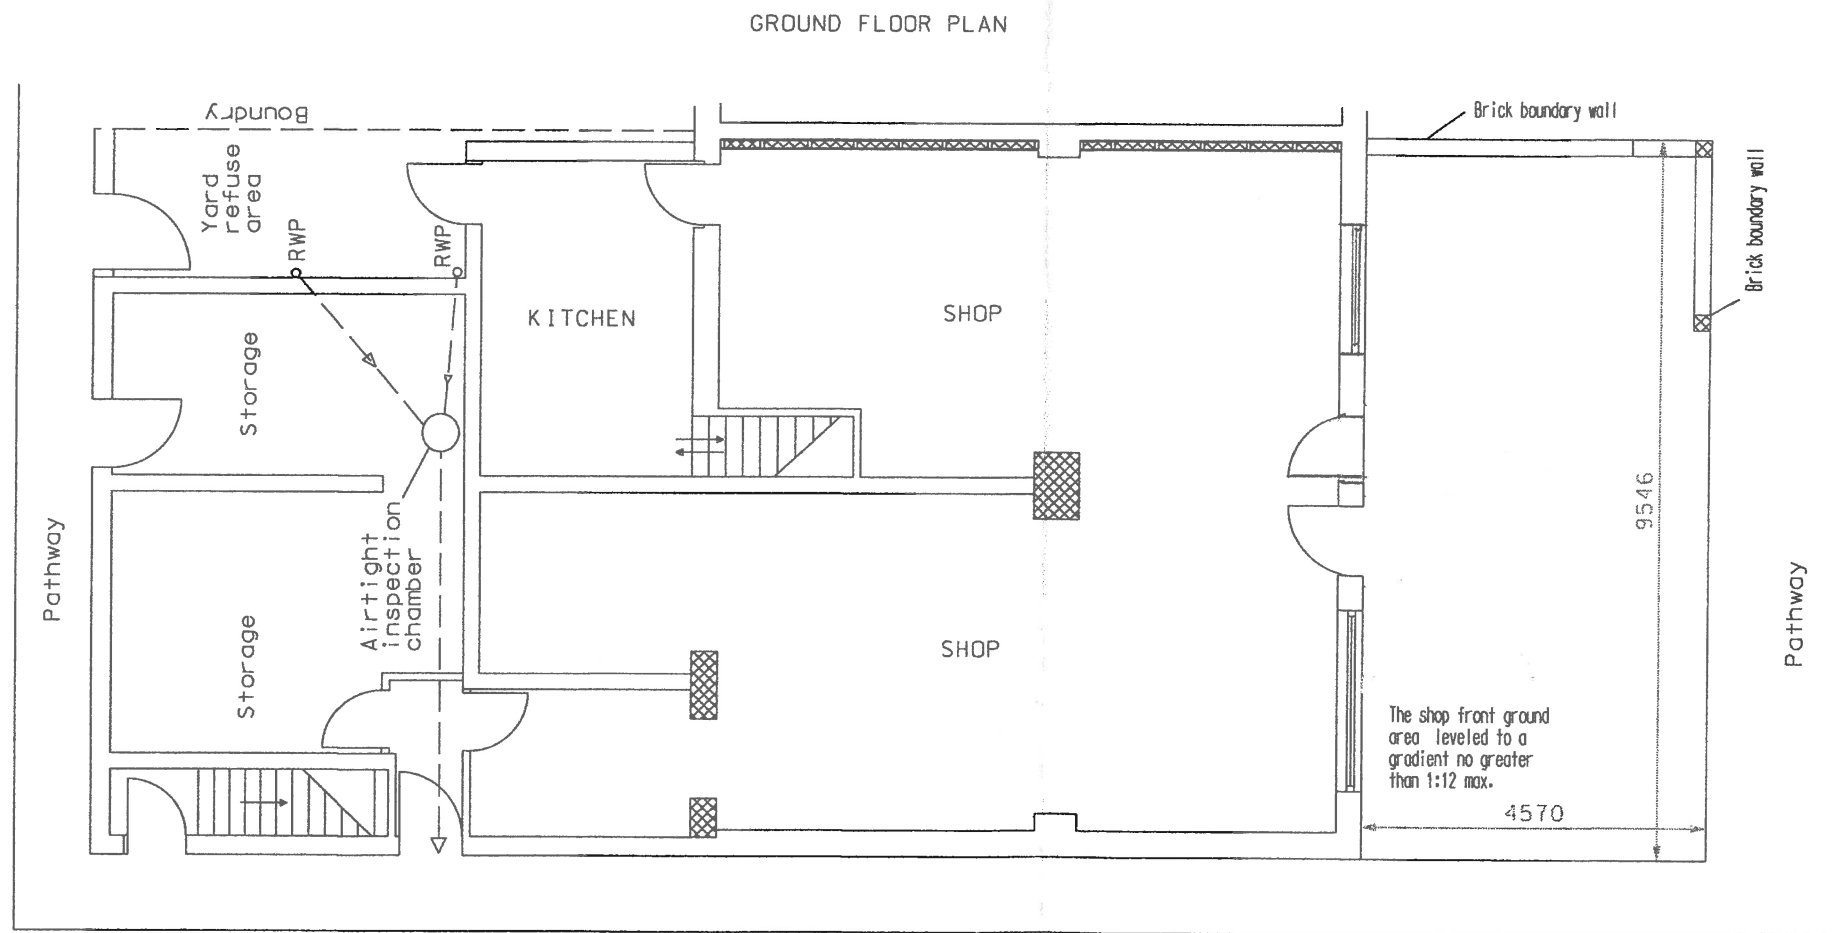 GROUND FLOOR PLAN
Boundry
Brick boundary wall
Yard
refuse
area
RWP
RWP
Brick boundary wall
KITCHEN
SHOP
Storage
Airtight
inspection
chamber
9546
Pathway
Pathway
Storage
SHOP
The shop front ground
area leveled to a
gradient no greater
than 1:12 max.
4570